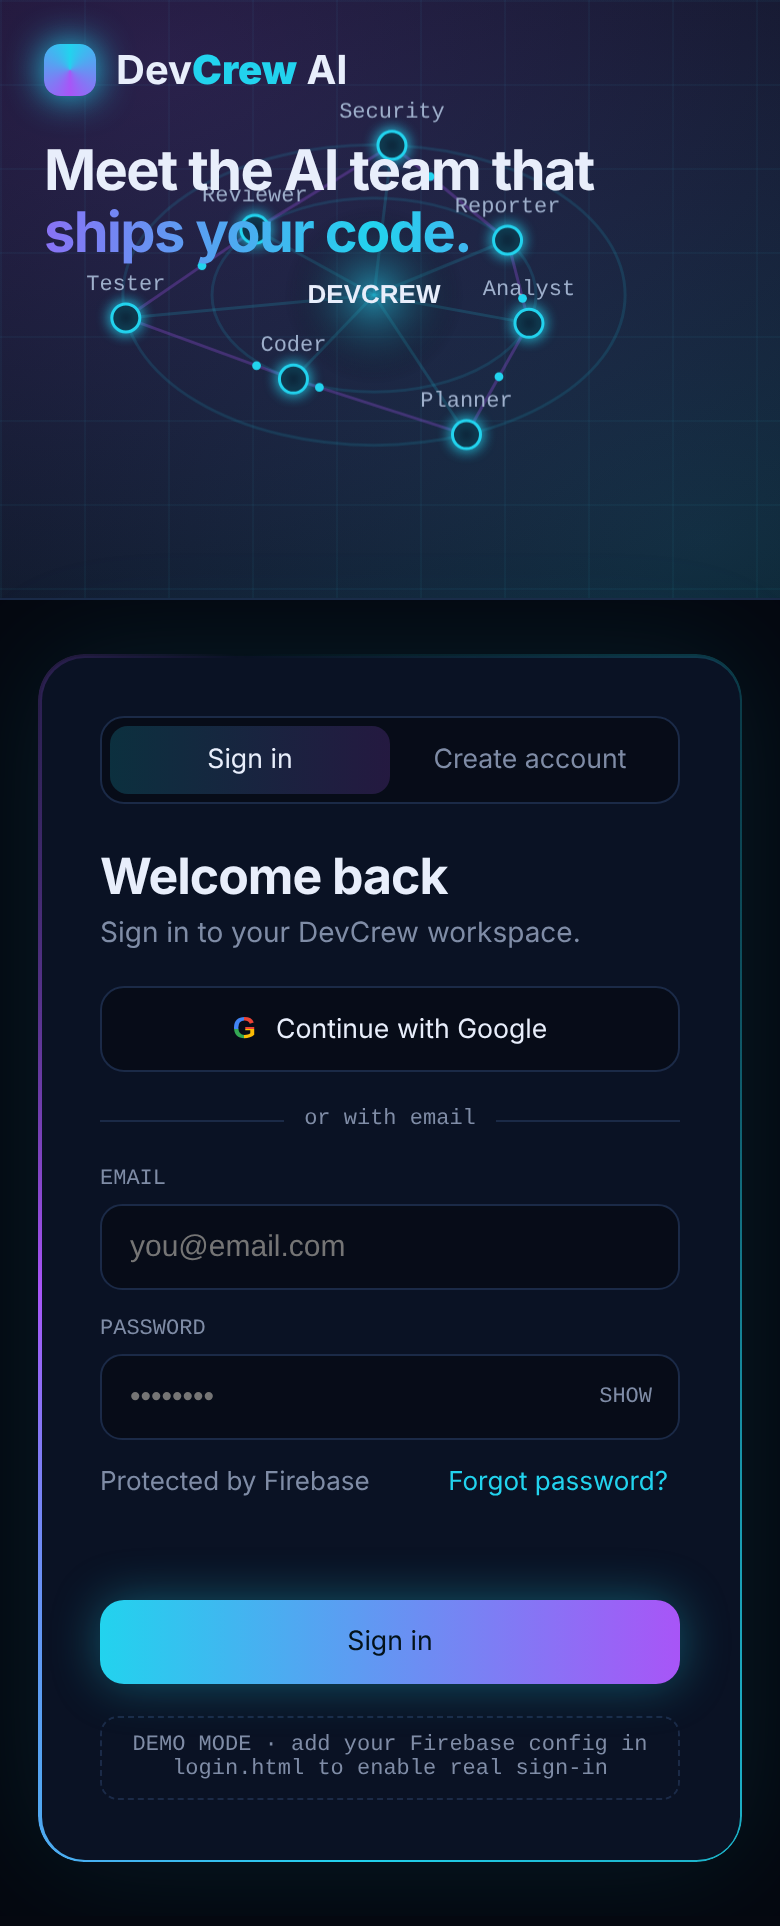 DevCrew AI
Security
Meet the AI team that
Reviewer
Reporter
ships your code.
Tester
Analyst
DEVCREW
Coder
Planner
Sign in
Create account
Welcome back
Sign in to your DevCrew workspace.
G Continue with Google
or with email
EMAIL
you@email.com
PASSWORD
••••••••
SHOW
Protected by Firebase
Forgot password?
Sign in
DEMO MODE · add your Firebase config in
login.html to enable real sign-in